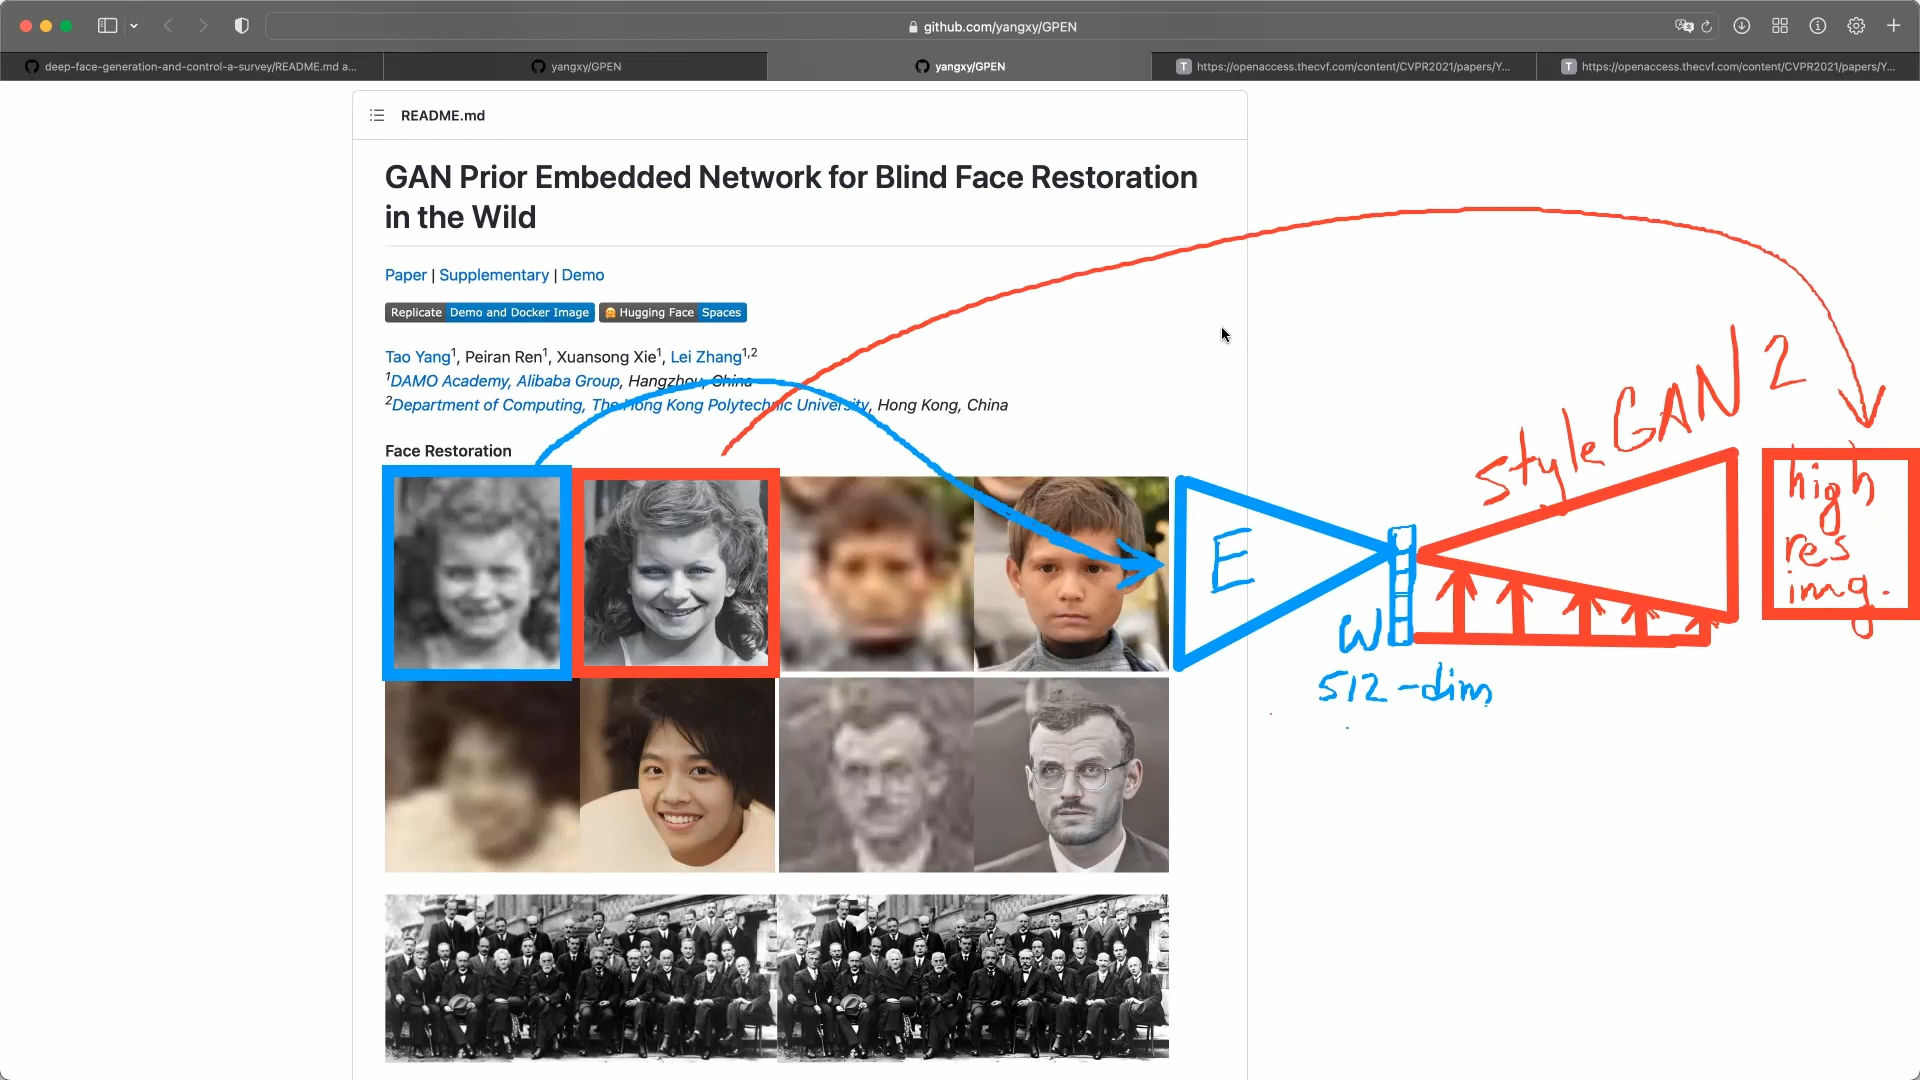 github.com/yangxy/GPEN
deep-face-generation-and-control-a-survey/README.md a...
yangxy/GPEN
yangxy/GPEN
https://openaccess.thecvf.com/content/CVPR2021/papers/Y...
https://openaccess.thecvf.com/content/CVPR2021/papers/Y...
README.md
GAN Prior Embedded Network for Blind Face Restoration
in the Wild
Paper | Supplementary | Demo
Replicate Demo and Docker Image Hugging Face Spaces
Tao Yang1, Peiran Ren1, Xuansong Xie1, Lei Zhang1,2
1DAMO Academy, Alibaba Group, Hangzhou, China
2Department of Computing, The Hong Kong Polytechnic University, Hong Kong, China
Face Restoration
styleGAN 2
E
high
res
img.
W
512-dim